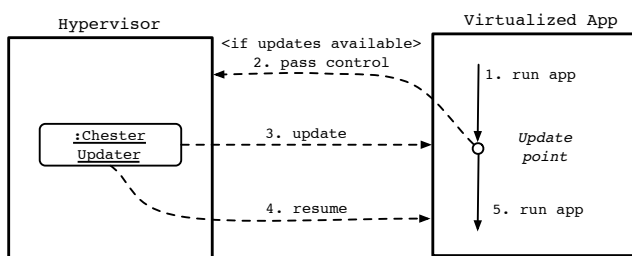 Hypervisor
Virtualized App
<if updates available>
2. pass control
1. run app
:Chester
Updater
3. update
Update
point
4. resume
5. run app